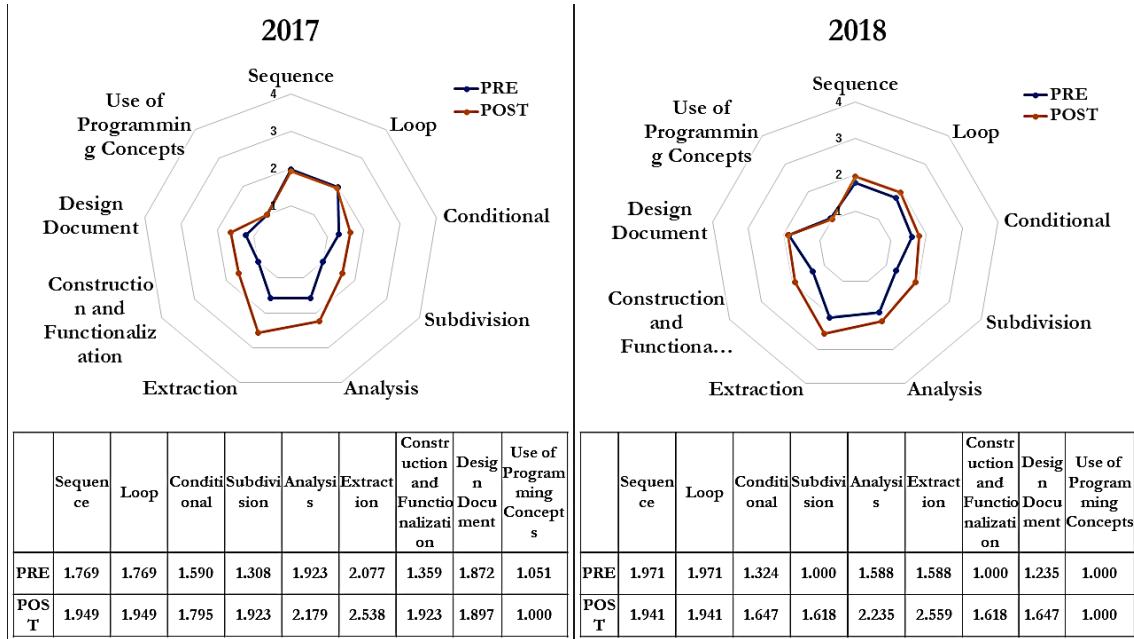 2017
Sequence
PRE
POST
4
3
2
1
Loop
Conditional
Subdivision
Analysis
Extraction
Constructio
n and
Functionaliz
ation
Design
Document
Use of
Programmin
g Concepts
Sequen
ce
Loop
Conditi
onal
Subdivi
sion
Analysi
s
Extract
ion
Constr
uction
and
Functio
nalizati
on
Desig
n
Docu
ment
Use of
Program
ming
Concept
s
PRE 1.769 1.769 1.590 1.308 1.923 2.077 1.359 1.872 1.051
POS
T 1.949 1.949 1.795 1.923 2.179 2.538 1.923 1.897 1.000
2018
Sequence
PRE
POST
4
3
2
1
Loop
Conditional
Subdivision
Analysis
Extraction
Construction
and
Functiona…
Design
Document
Use of
Programmin
g Concepts
Sequen
ce
Loop
Conditi
onal
Subdivi
sion
Analysi
s
Extract
ion
Constr
uction
and
Functio
nalizati
on
Desig
n
Docu
ment
Use of
Program
ming
Concepts
PRE 1.971 1.971 1.324 1.000 1.588 1.588 1.000 1.235 1.000
POS
T 1.941 1.941 1.647 1.618 2.235 2.559 1.618 1.647 1.000